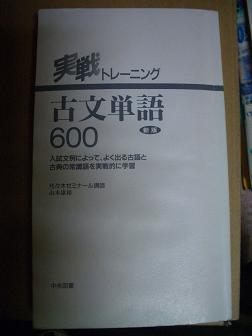 実戦トレーニング
古文単語
600
新版
入試文例によって、よく出る古語と
古典の常識語を実戦的に学習
代々木ゼミナール講師
中央図書